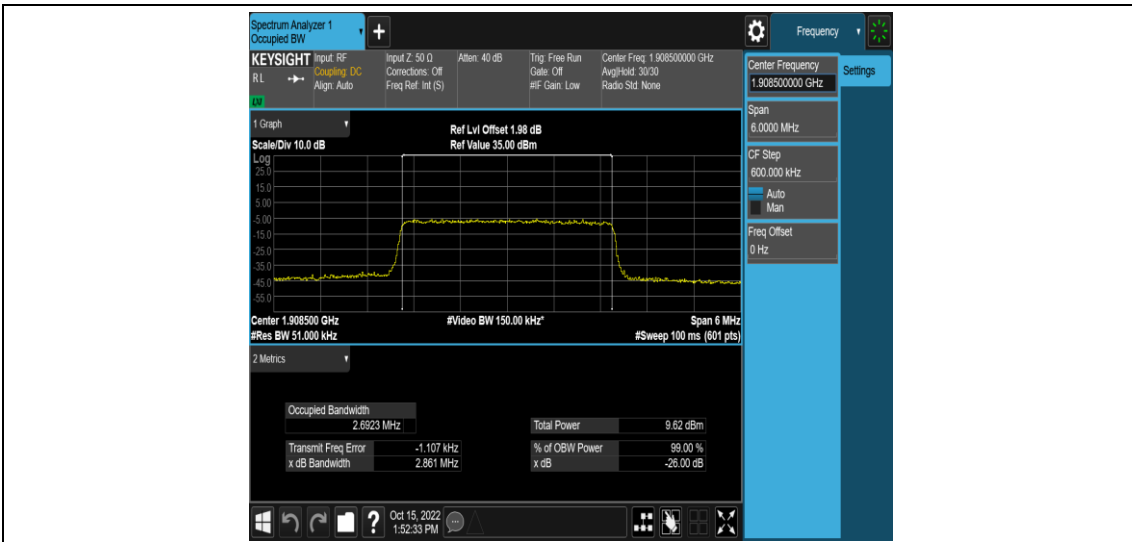 Spectrum Analyzer 1
Occupied BW
+
Frequency
KEYSIGHT
RL
LXI
Input: RF
Coupling: DC
Align: Auto
Input Z: 50 Ω
Corrections: Off
Freq Ref: Int (S)
Atten: 40 dB
Trig: Free Run
Gate: Off
#IF Gain: Low
Center Freq: 1.908500000 GHz
Avg|Hold: 30/30
Radio Std: None
Center Frequency
1.908500000 GHz
Settings
Span
6.0000 MHz
CF Step
600.000 kHz
Auto
Man
Freq Offset
0 Hz
1 Graph
Scale/Div 10.0 dB
Ref Lvl Offset 1.98 dB
Ref Value 35.00 dBm
Log
25.0
15.0
5.00
-5.00
-15.0
-25.0
-35.0
-45.0
-55.0
Center 1.908500 GHz
#Res BW 51.000 kHz
#Video BW 150.00 kHz*
Span 6 MHz
#Sweep 100 ms (601 pts)
2 Metrics
Occupied Bandwidth
2.6923 MHz
Total Power 9.62 dBm
Transmit Freq Error -1.107 kHz
% of OBW Power 99.00 %
x dB Bandwidth 2.861 MHz
x dB -26.00 dB
?
Oct 15, 2022
1:52:33 PM